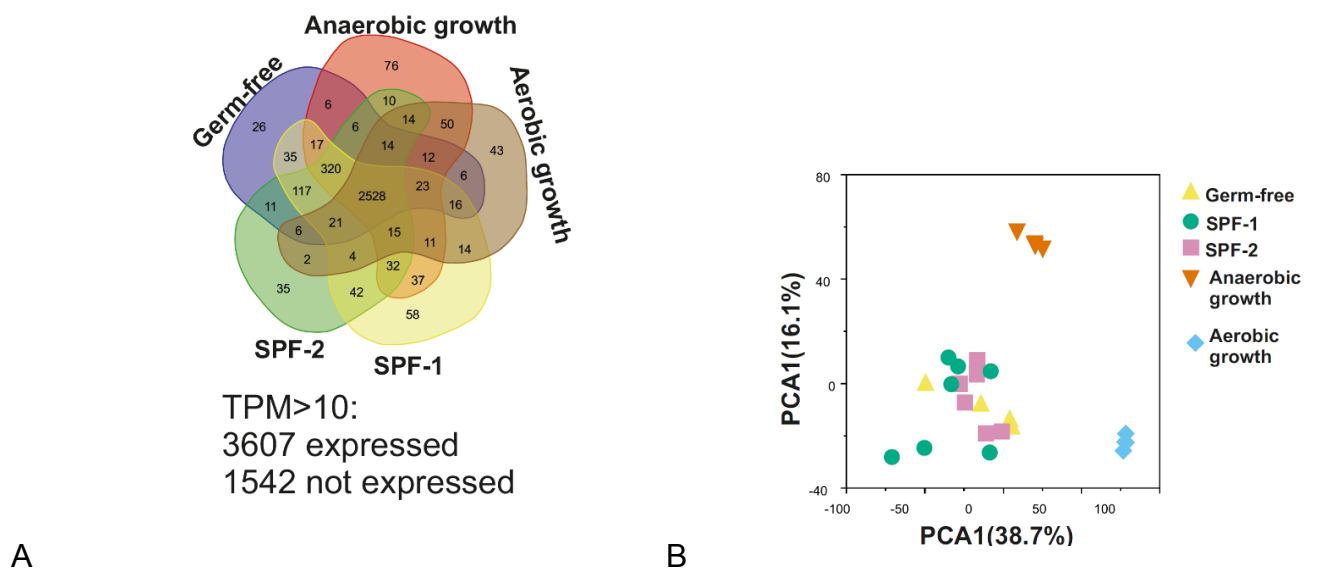 Anaerobic growth
Germ-free
Aerobic growth
76
10
6
14
50
26
6
43
17
14
12
35
6
320
23
117
2528
16
11
21
6
15
11
14
4
2
32
37
35
42
58
SPF-2
SPF-1
TPM>10:
3607 expressed
1542 not expressed
A
80
40
0
-40
PCA1(16.1%)
-100
-50
0
50
100
PCA1(38.7%)
Germ-free
SPF-1
SPF-2
Anaerobic
growth
Aerobic
growth
B